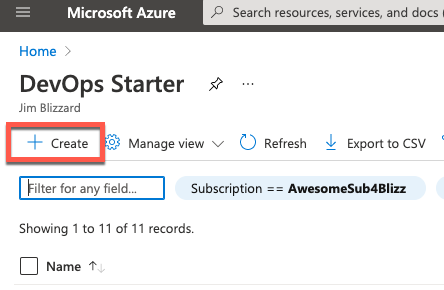 Microsoft Azure
Search resources, services, and docs
Home
DevOps Starter
Jim Blizzard
Create
Manage view
Refresh
Export to CSV
Filter for any field...
Subscription == AwesomeSub4Blizz
Showing 1 to 11 of 11 records.
Name